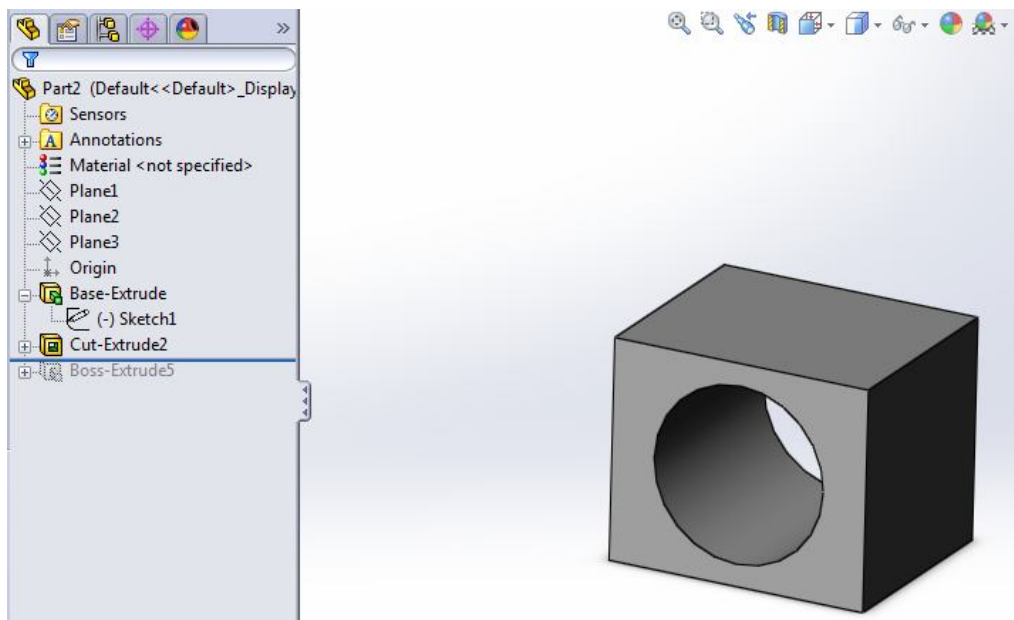 Part2 (Default<<Default>_Display
Sensors
Annotations
Material <not specified>
Plane1
Plane2
Plane3
Origin
Base-Extrude
(-) Sketch1
Cut-Extrude2
Boss-Extrude5